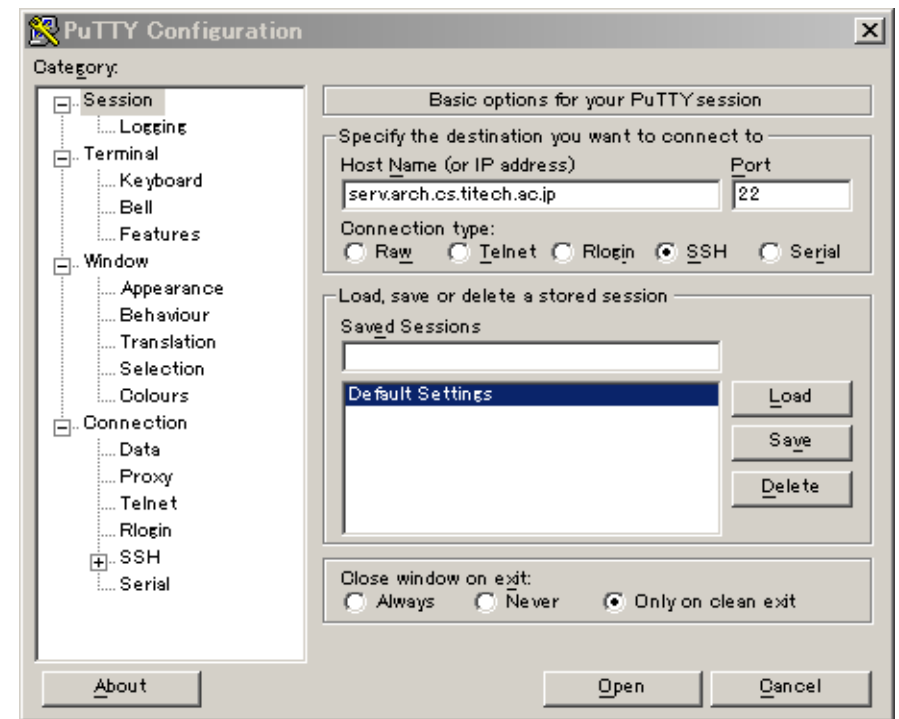 PuTTY Configuration
Category:
Session
Logging
Terminal
Keyboard
Bell
Features
Window
Appearance
Behaviour
Translation
Selection
Colours
Connection
Data
Proxy
Telnet
Rlogin
SSH
Serial
Basic options for your PuTTY session
Specify the destination you want to connect to
Host Name (or IP address) Port
serv.arch.cs.titech.ac.jp 22
Connection type:
Raw Telnet Rlogin SSH Serial
Load, save or delete a stored session
Saved Sessions
Default Settings
Load
Save
Delete
Close window on exit:
Always Never Only on clean exit
About Open Cancel